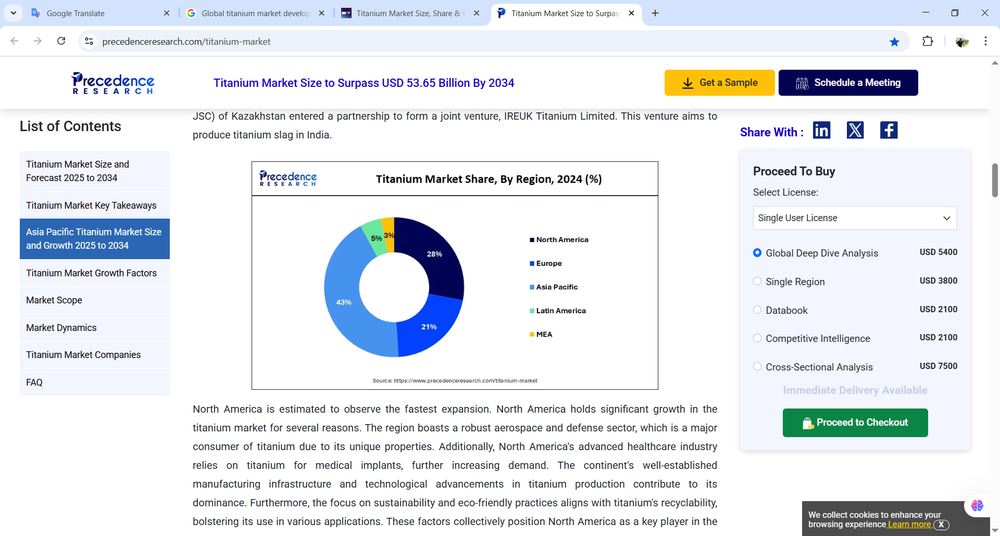 Google Translate
Global titanium market develop
Titanium Market Size, Share &
Titanium Market Size to Surpas
precedenceresearch.com/titanium-market
Precedence
RESEARCH
Titanium Market Size to Surpass USD 53.65 Billion By 2034
Get a Sample
Schedule a Meeting
List of Contents
Titanium Market Size and
Forecast 2025 to 2034
Titanium Market Key Takeaways
Asia Pacific Titanium Market Size
and Growth 2025 to 2034
Titanium Market Growth Factors
Market Scope
Market Dynamics
Titanium Market Companies
FAQ
JSC) of Kazakhstan entered a partnership to form a joint venture, IREUK Titanium Limited. This venture aims to
produce titanium slag in India.
Precedence
RESEARCH
Titanium Market Share, By Region, 2024 (%)
5%
3%
28%
43%
21%
North America
Europe
Asia Pacific
Latin America
MEA
Source: https://www.precedenceresearch.com/titanium-market
North America is estimated to observe the fastest expansion. North America holds significant growth in the
titanium market for several reasons. The region boasts a robust aerospace and defense sector, which is a major
consumer of titanium due to its unique properties. Additionally, North America's advanced healthcare industry
relies on titanium for medical implants, further increasing demand. The continent's well-established
manufacturing infrastructure and technological advancements in titanium production contribute to its
dominance. Furthermore, the focus on sustainability and eco-friendly practices aligns with titanium's recyclability,
bolstering its use in various applications. These factors collectively position North America as a key player in the
Share With :
Proceed To Buy
Select License:
Single User License
Global Deep Dive Analysis USD 5400
Single Region USD 3800
Databook USD 2100
Competitive Intelligence USD 2100
Cross-Sectional Analysis USD 7500
Immediate Delivery Available
Proceed to Checkout
We collect cookies to enhance your
browsing experience Learn more X